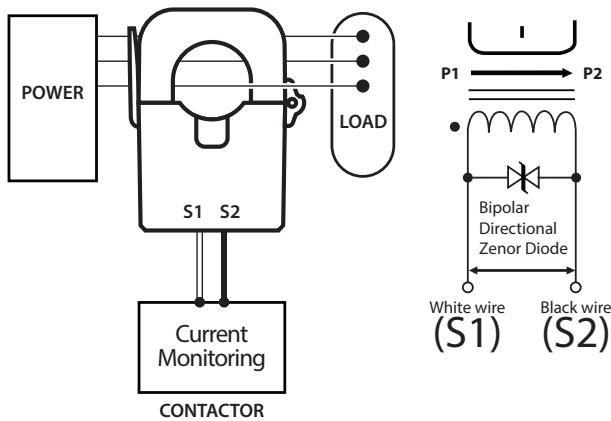 POWER
LOAD
S1 S2
Current
Monitoring
CONTACTOR
I
P1
P2
Bipolar
Directional
Zenor Diode
White wire
(S1)
Black wire
(S2)